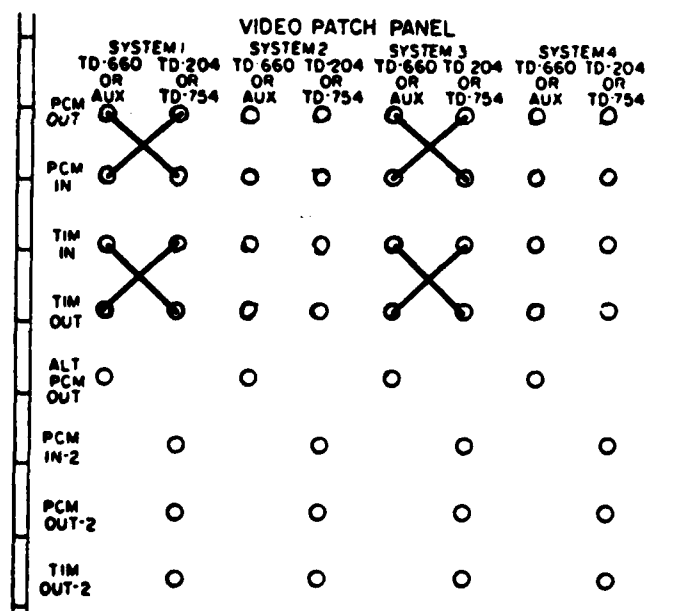 VIDEO PATCH PANEL
SYSTEM 1 SYSTEM 2 SYSTEM 3 SYSTEM 4
TD-660 TD-204 TD-660 TD-204 TD-660 TD 204 TD-660 TD-204
OR OR OR OR OR OR OR OR
AUX TD-754 AUX TD-754 AUX TD-754 AUX TD-754
PCM
OUT
PCM
IN
TIM
IN
TIM
OUT
ALT
PCM
OUT
PCM
IN-2
PCM
OUT-2
TIM
OUT-2